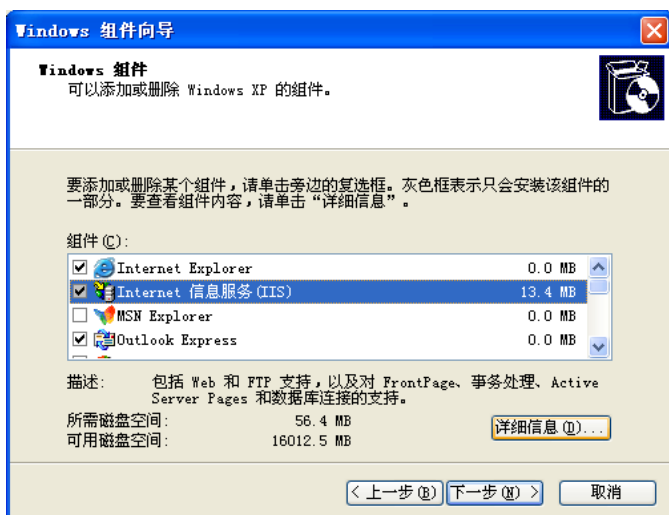 Windows 组件向导
Windows 组件
可以添加或删除 Windows XP 的组件。
要添加或删除某个组件，请单击旁边的复选框。灰色框表示只会安装该组件的
一部分。要查看组件内容，请单击“详细信息”。
组件(C):
Internet Explorer 0.0 MB
Internet 信息服务(IIS) 13.4 MB
MSN Explorer 0.0 MB
Outlook Express 0.0 MB
描述: 包括 Web 和 FTP 支持，以及对 FrontPage、事务处理、Active
Server Pages 和数据库连接的支持。
所需磁盘空间: 56.4 MB
可用磁盘空间: 16012.5 MB
详细信息(D)...
< 上一步(B) 下一步(N) > 取消